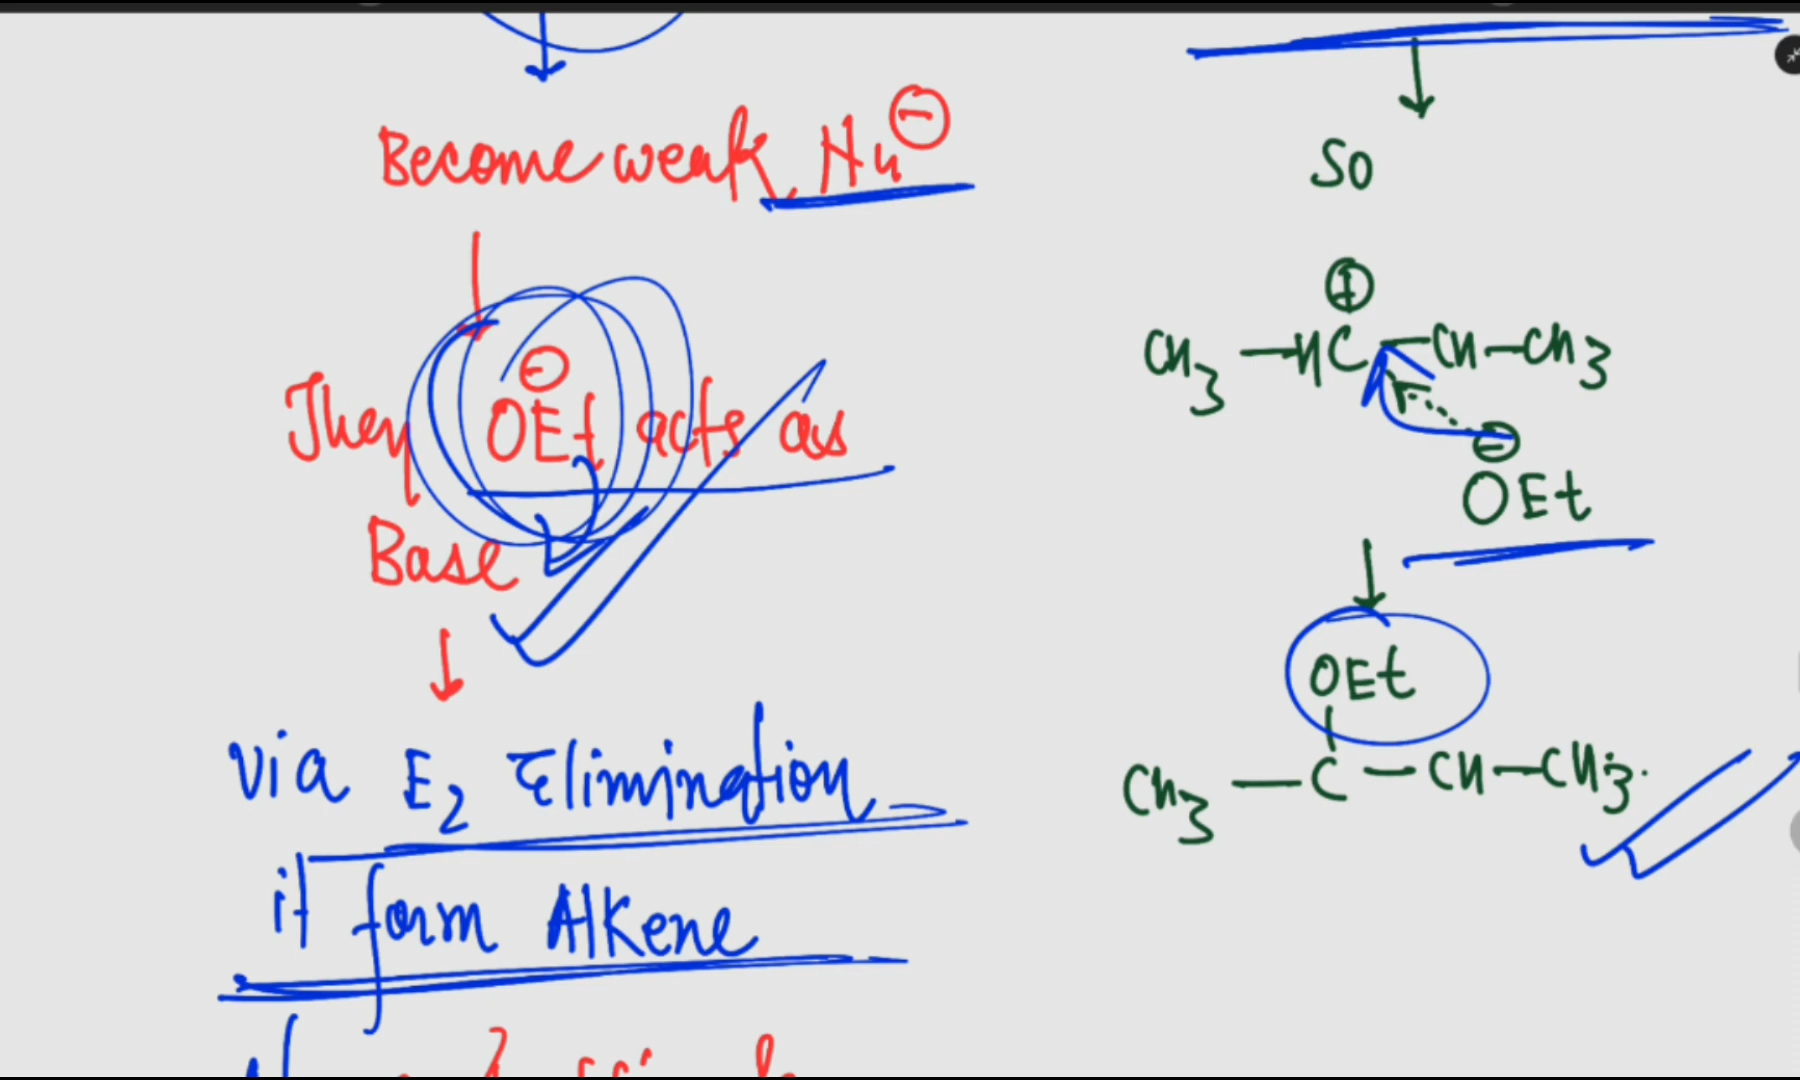 Become weak Nu⊖
Then ⊖OEt acts as
Base
via E2 Elimination
it form Alkene
So
⊕
CH3—HC—CH—CH3
⊖
OEt
OEt
CH3—C—CH—CH3